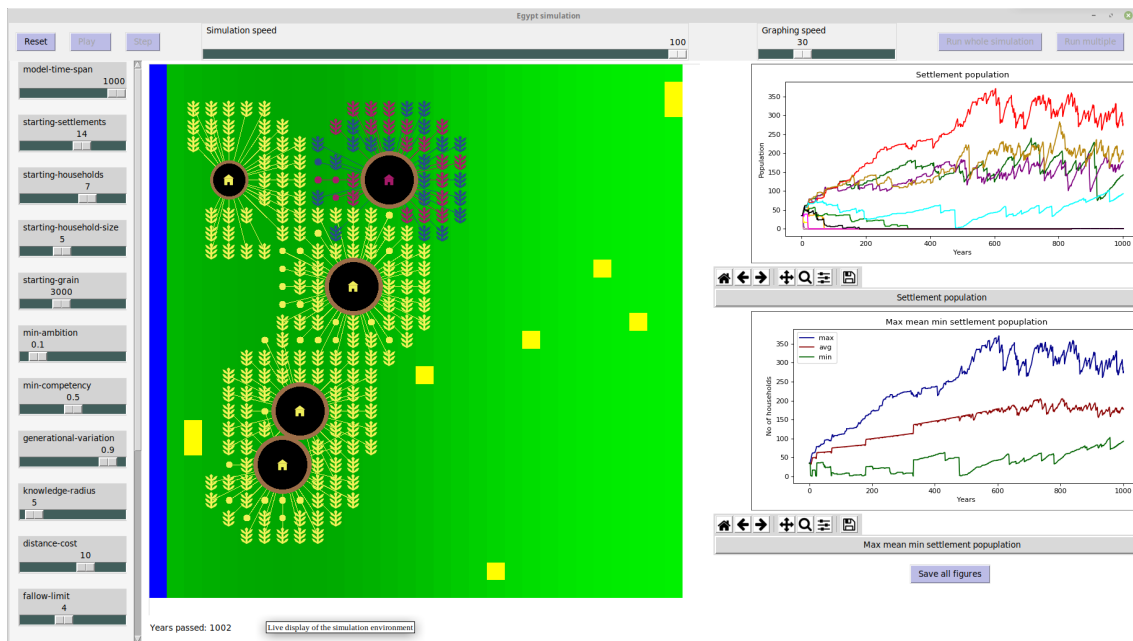 Egypt simulation
Reset
Play
Step
Simulation speed
100
Graphing speed
30
Run whole simulation
Run multiple
model-time-span
1000
starting-settlements
14
starting-households
7
starting-household-size
5
starting-grain
3000
min-ambition
0.1
min-competency
0.5
generational-variation
0.9
knowledge-radius
5
distance-cost
10
fallow-limit
4
Years passed: 1002
Live display of the simulation environment
Settlement population
Population
350
300
250
200
150
100
50
0
0 200 400 600 800 1000
Years
Settlement population
Max mean min settlement popuplation
max
avg
min
No of households
350
300
250
200
150
100
50
0
0 200 400 600 800 1000
Years
Max mean min settlement popuplation
Save all figures